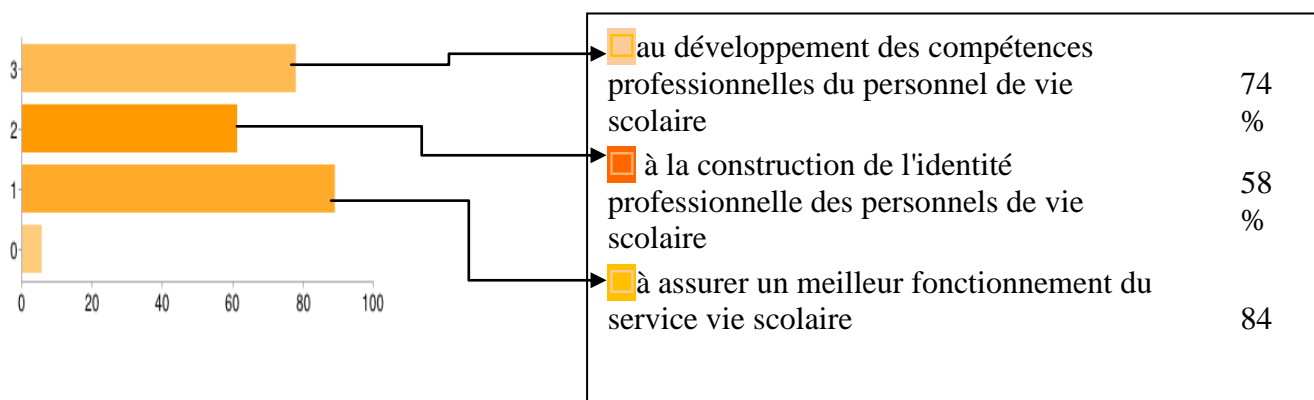 3
2
1
0
0 20 40 60 80 100
au développement des compétences
professionnelles du personnel de vie
scolaire
74
%
à la construction de l'identité
professionnelle des personnels de vie
scolaire
58
%
à assurer un meilleur fonctionnement du
service vie scolaire
84